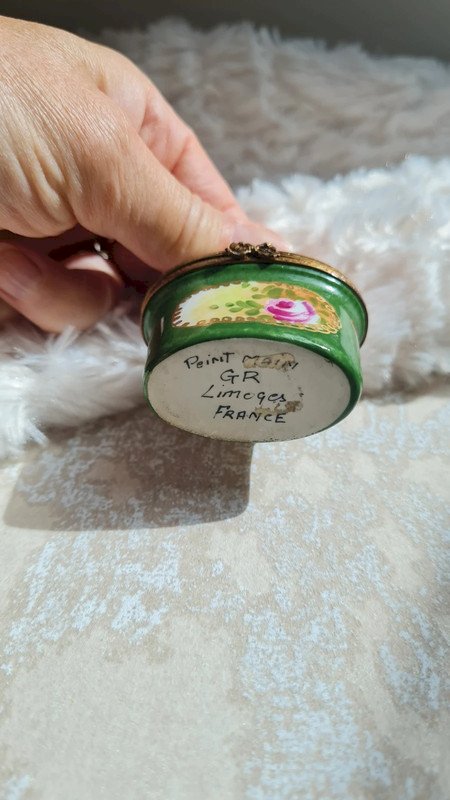 Peint MAiN
GR
Limoges
FRANCE